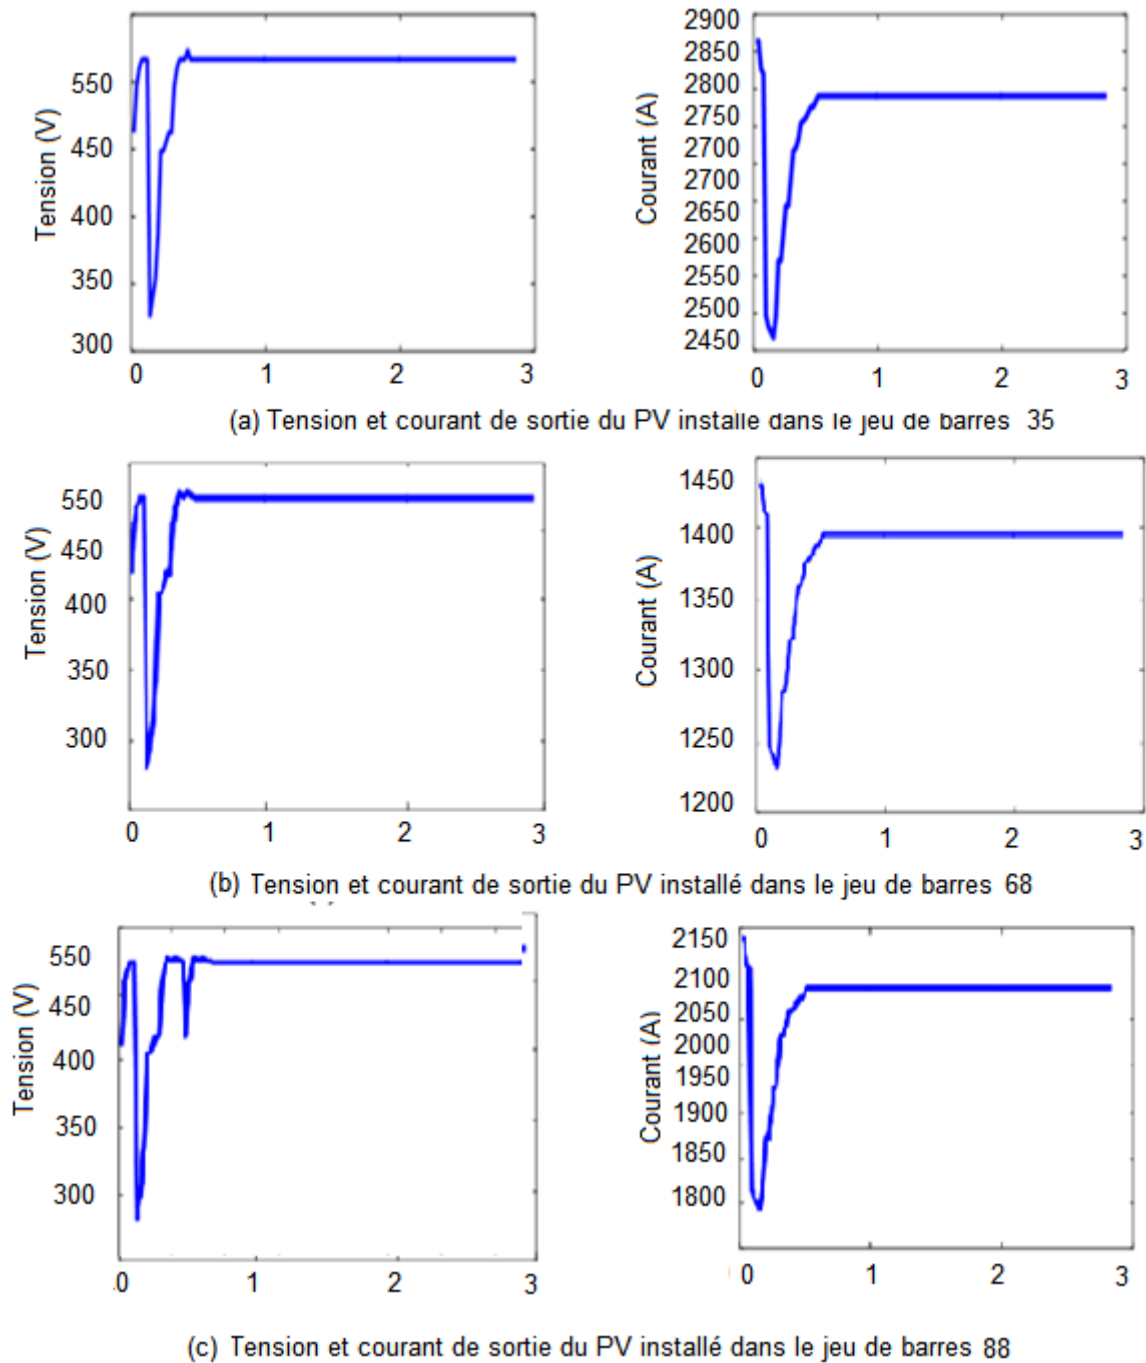 Tension (V)
550
450
400
350
300
0 1 2 3
Courant (A)
2900
2850
2800
2750
2700
2700
2650
2600
2550
2500
2450
0 1 2 3
(a) Tension et courant de sortie du PV installé dans le jeu de barres 35
Tension (V)
550
450
400
350
300
0 1 2 3
Courant (A)
1450
1400
1350
1300
1250
1200
0 1 2 3
(b) Tension et courant de sortie du PV installé dans le jeu de barres 68
Tension (V)
550
450
400
350
300
0 1 2 3
Courant (A)
2150
2100
2050
2000
1950
1900
1850
1800
0 1 2 3
(c) Tension et courant de sortie du PV installé dans le jeu de barres 88